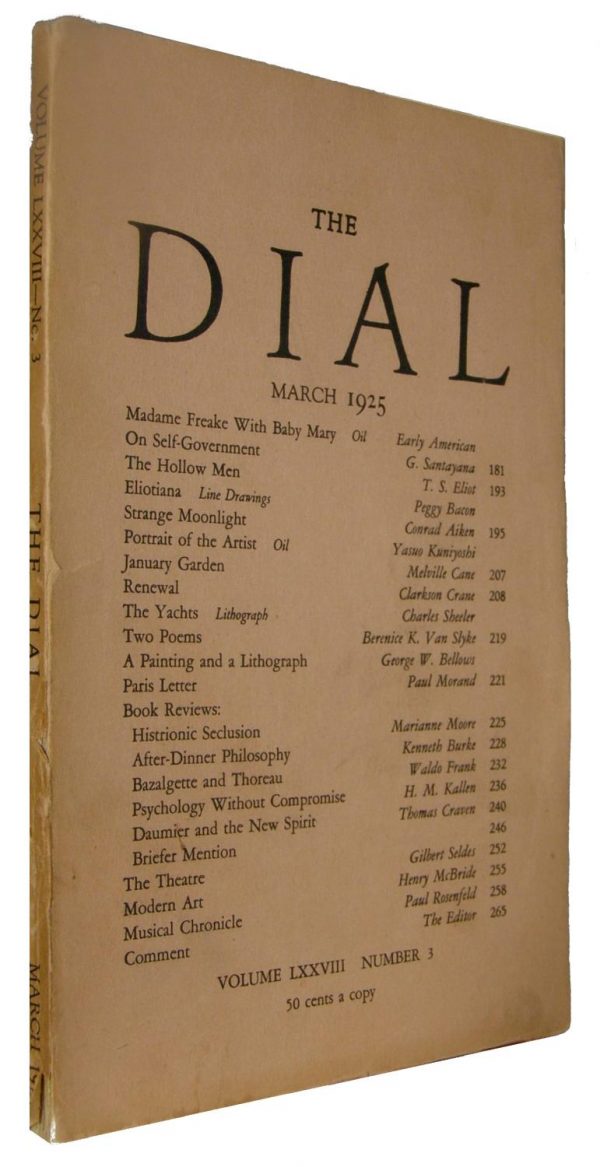 VOLUME LXXVIII—No. 3
THE DIAL
MARCH
THE
DIAL
MARCH 1925
Madame Freake With Baby Mary Oil Early American
On Self-Government G. Santayana 181
The Hollow Men T. S. Eliot 193
Eliotiana Line Drawings Peggy Bacon
Strange Moonlight Conrad Aiken 195
Portrait of the Artist Oil Yasuo Kuniyoshi
January Garden Melville Cane 207
Renewal Clarkson Crane 208
The Yachts Lithograph Charles Sheeler
Two Poems Berenice K. Van Slyke 219
A Painting and a Lithograph George W. Bellows
Paris Letter Paul Morand 221
Book Reviews:
Histrionic Seclusion Marianne Moore 225
After-Dinner Philosophy Kenneth Burke 228
Bazalgette and Thoreau Waldo Frank 232
Psychology Without Compromise H. M. Kallen 236
Daumier and the New Spirit Thomas Craven 240
Briefer Mention 246
The Theatre Gilbert Seldes 252
Modern Art Henry McBride 255
Musical Chronicle Paul Rosenfeld 258
Comment The Editor 265
VOLUME LXXVIII NUMBER 3
50 cents a copy